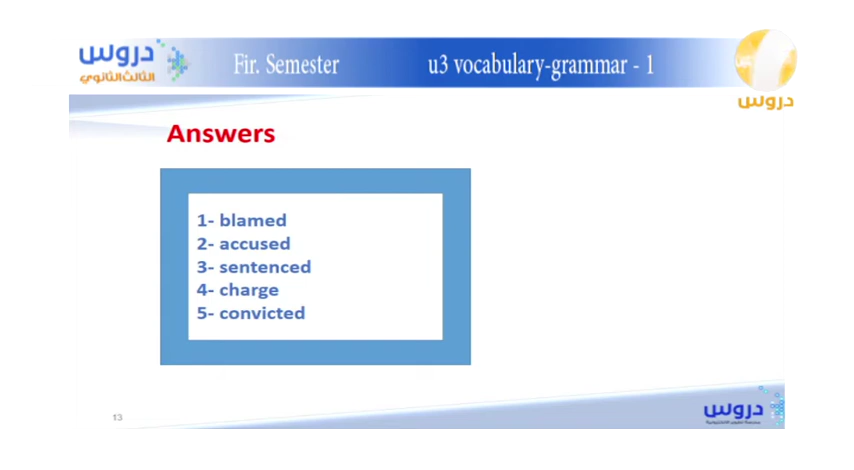 دروس
الثالث الثانوي
Fir. Semester
u3 vocabulary-grammar - 1
دروس
Answers
1- blamed
2- accused
3- sentenced
4- charge
5- convicted
13
دروس